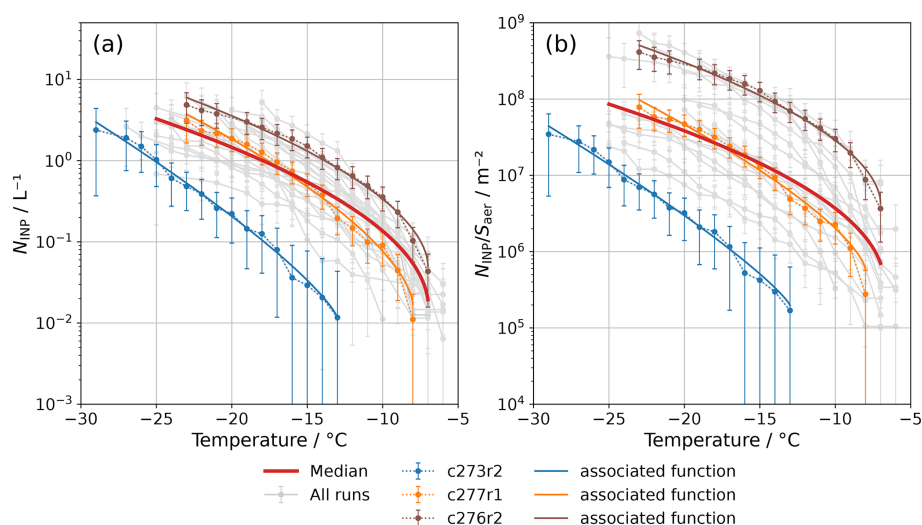 (a)
(b)
10¹
10⁰
10⁻¹
10⁻²
10⁻³
N_INP / L⁻¹
10⁹
10⁸
10⁷
10⁶
10⁵
10⁴
N_INP/S_aer / m⁻²
−30 −25 −20 −15 −10 −5
−30 −25 −20 −15 −10 −5
Temperature / °C
Temperature / °C
Median c273r2 associated function
All runs c277r1 associated function
c276r2 associated function